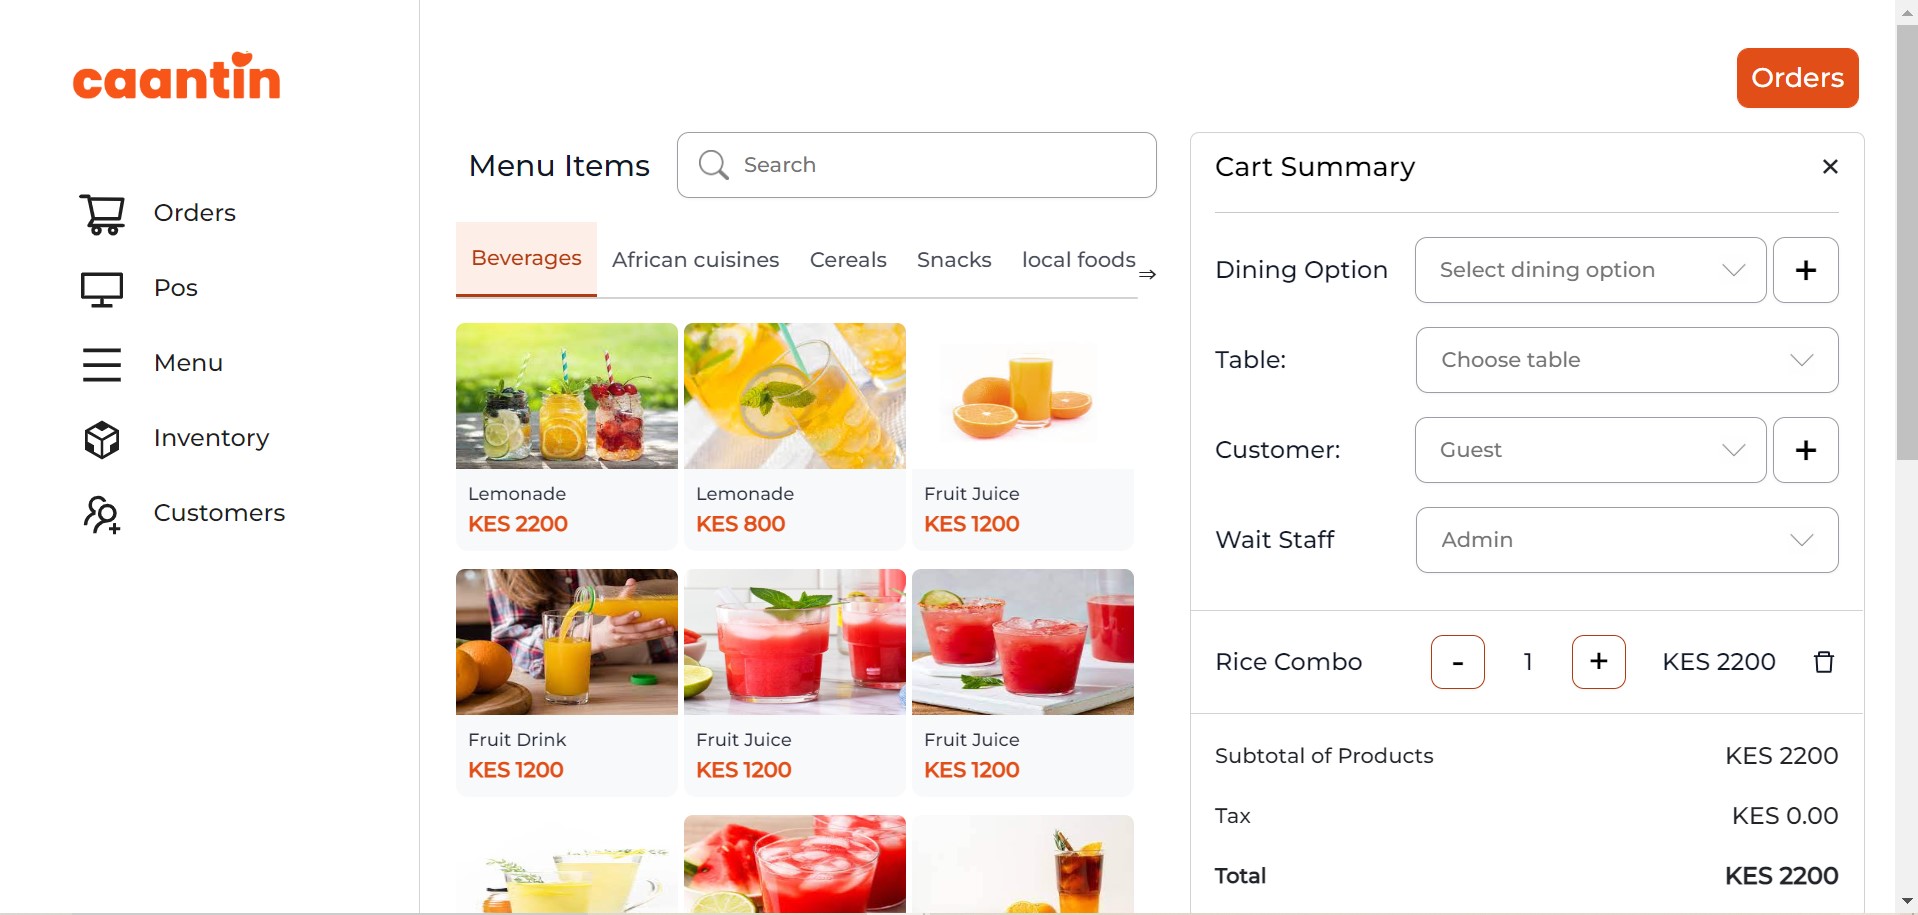 caantin
Orders
Pos
Menu
Inventory
Customers
Orders
Menu Items
Search
Beverages African cuisines Cereals Snacks local foods ⇒
Lemonade
KES 2200
Lemonade
KES 800
Fruit Juice
KES 1200
Fruit Drink
KES 1200
Fruit Juice
KES 1200
Fruit Juice
KES 1200
Cart Summary ×
Dining Option Select dining option +
Table: Choose table
Customer: Guest +
Wait Staff Admin
Rice Combo - 1 + KES 2200
Subtotal of Products KES 2200
Tax KES 0.00
Total KES 2200